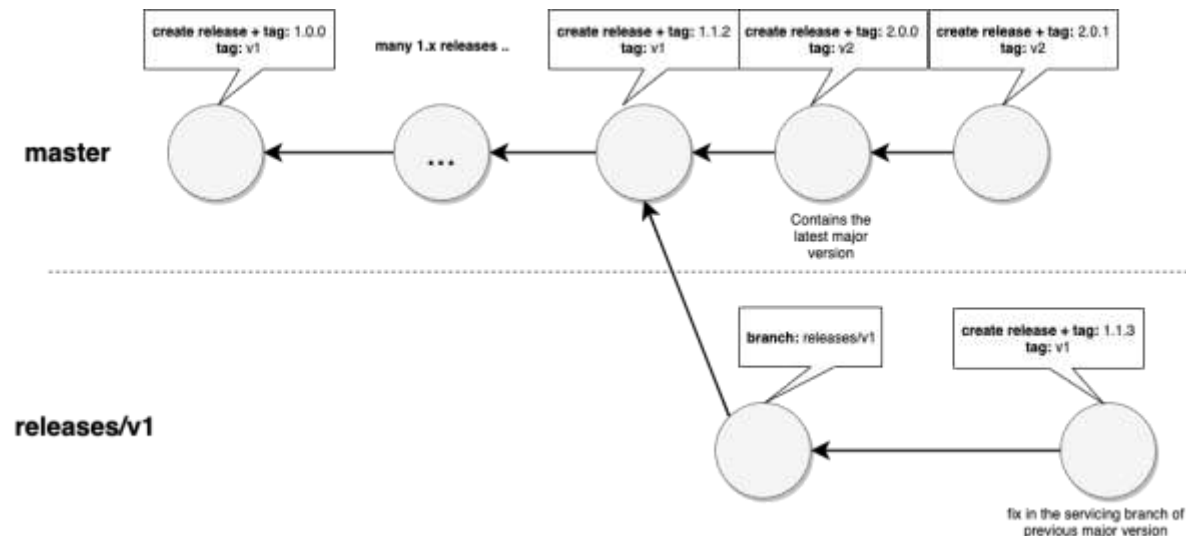 create release + tag: 1.0.0
tag: v1
many 1.x releases ..
create release + tag: 1.1.2
tag: v1
create release + tag: 2.0.0
tag: v2
create release + tag: 2.0.1
tag: v2
master
...
Contains the
latest major
version
branch: releases/v1
create release + tag: 1.1.3
tag: v1
releases/v1
fix in the servicing branch of
previous major version